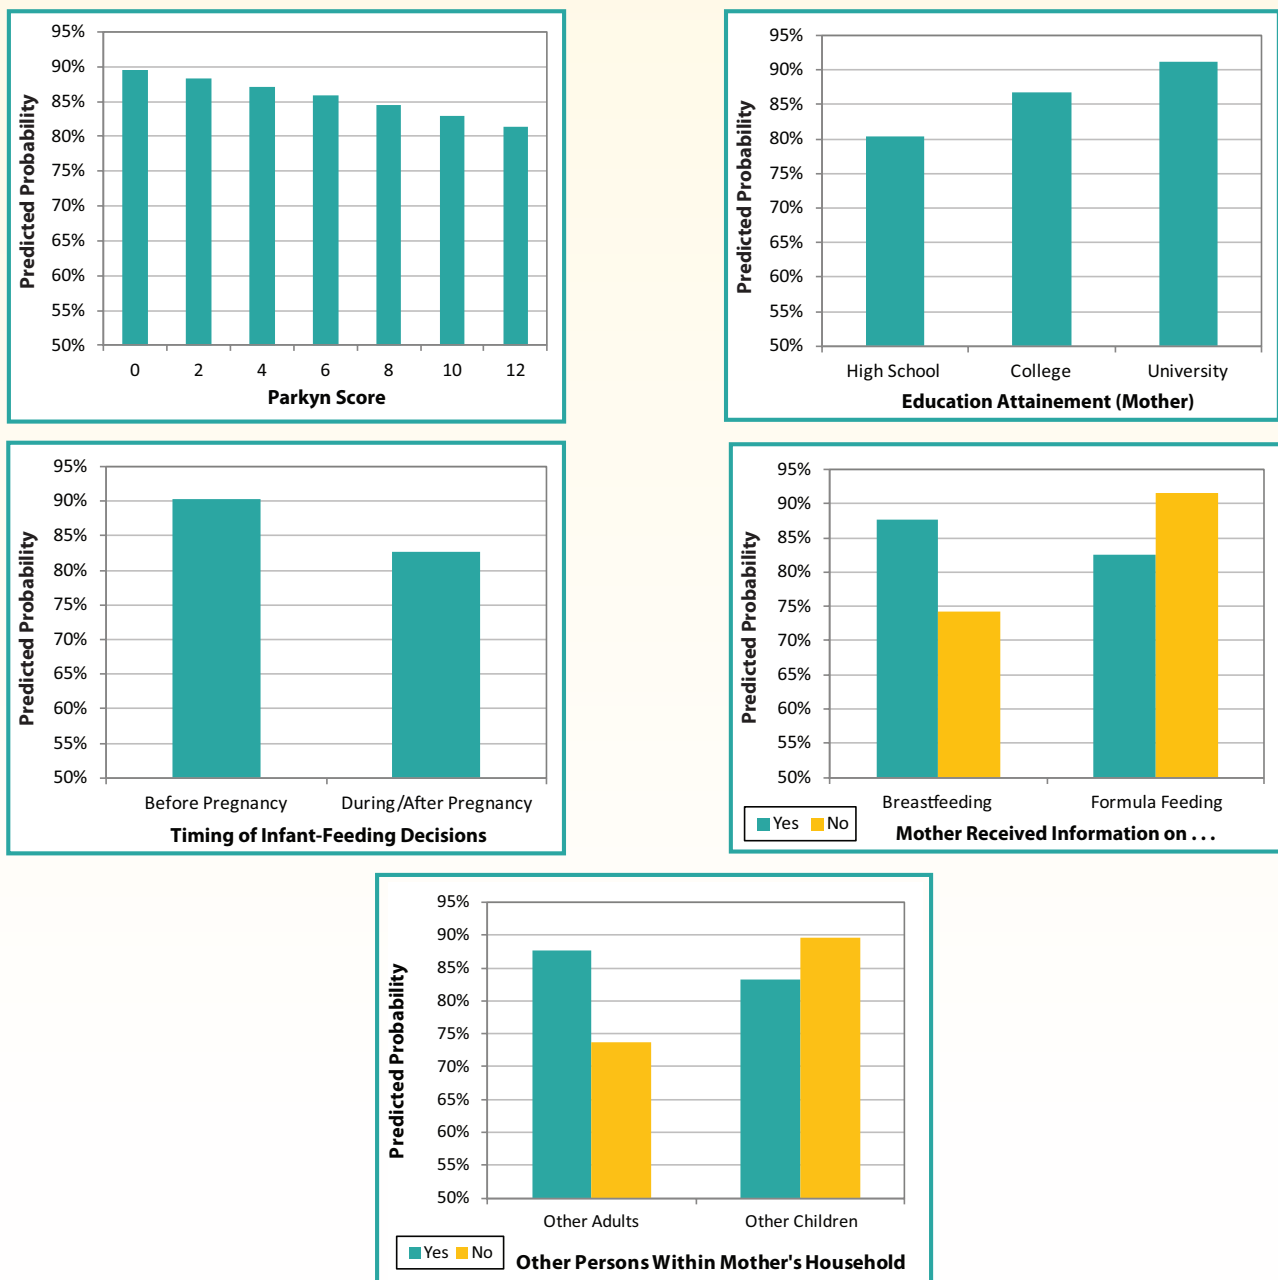 95%
90%
85%
80%
75%
70%
65%
60%
55%
50%
Predicted Probability
0 2 4 6 8 10 12
Parkyn Score
95%
90%
85%
80%
75%
70%
65%
60%
55%
50%
Predicted Probability
High School College University
Education Attainement (Mother)
95%
90%
85%
80%
75%
70%
65%
60%
55%
50%
Predicted Probability
Before Pregnancy During/After Pregnancy
Timing of Infant-Feeding Decisions
95%
90%
85%
80%
75%
70%
65%
60%
55%
50%
Predicted Probability
Breastfeeding Formula Feeding
Yes No
Mother Received Information on . . .
95%
90%
85%
80%
75%
70%
65%
60%
55%
50%
Predicted Probability
Other Adults Other Children
Yes No
Other Persons Within Mother's Household